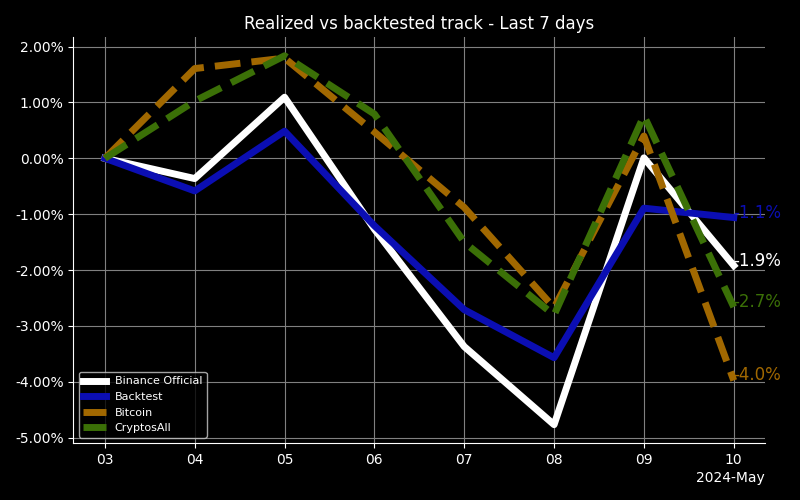 Realized vs backtested track - Last 7 days
2.00%
1.00%
0.00%
-1.00%
-2.00%
-3.00%
-4.00%
-5.00%
-1.1%
-1.9%
-2.7%
-4.0%
Binance Official
Backtest
Bitcoin
CryptosAll
03 04 05 06 07 08 09 10
2024-May